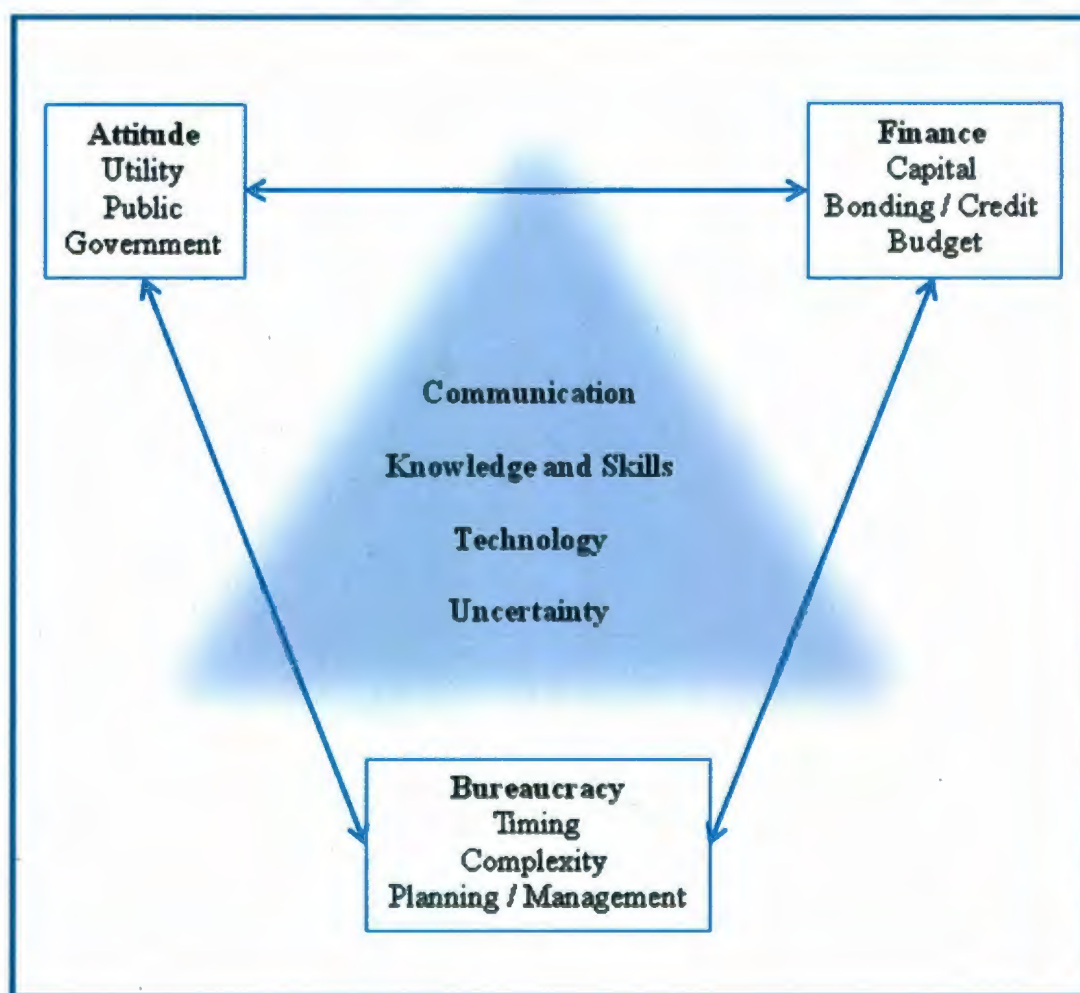 Attitude
Utility
Public
Government
Finance
Capital
Bonding / Credit
Budget
Communication
Knowledge and Skills
Technology
Uncertainty
Bureaucracy
Timing
Complexity
Planning / Management